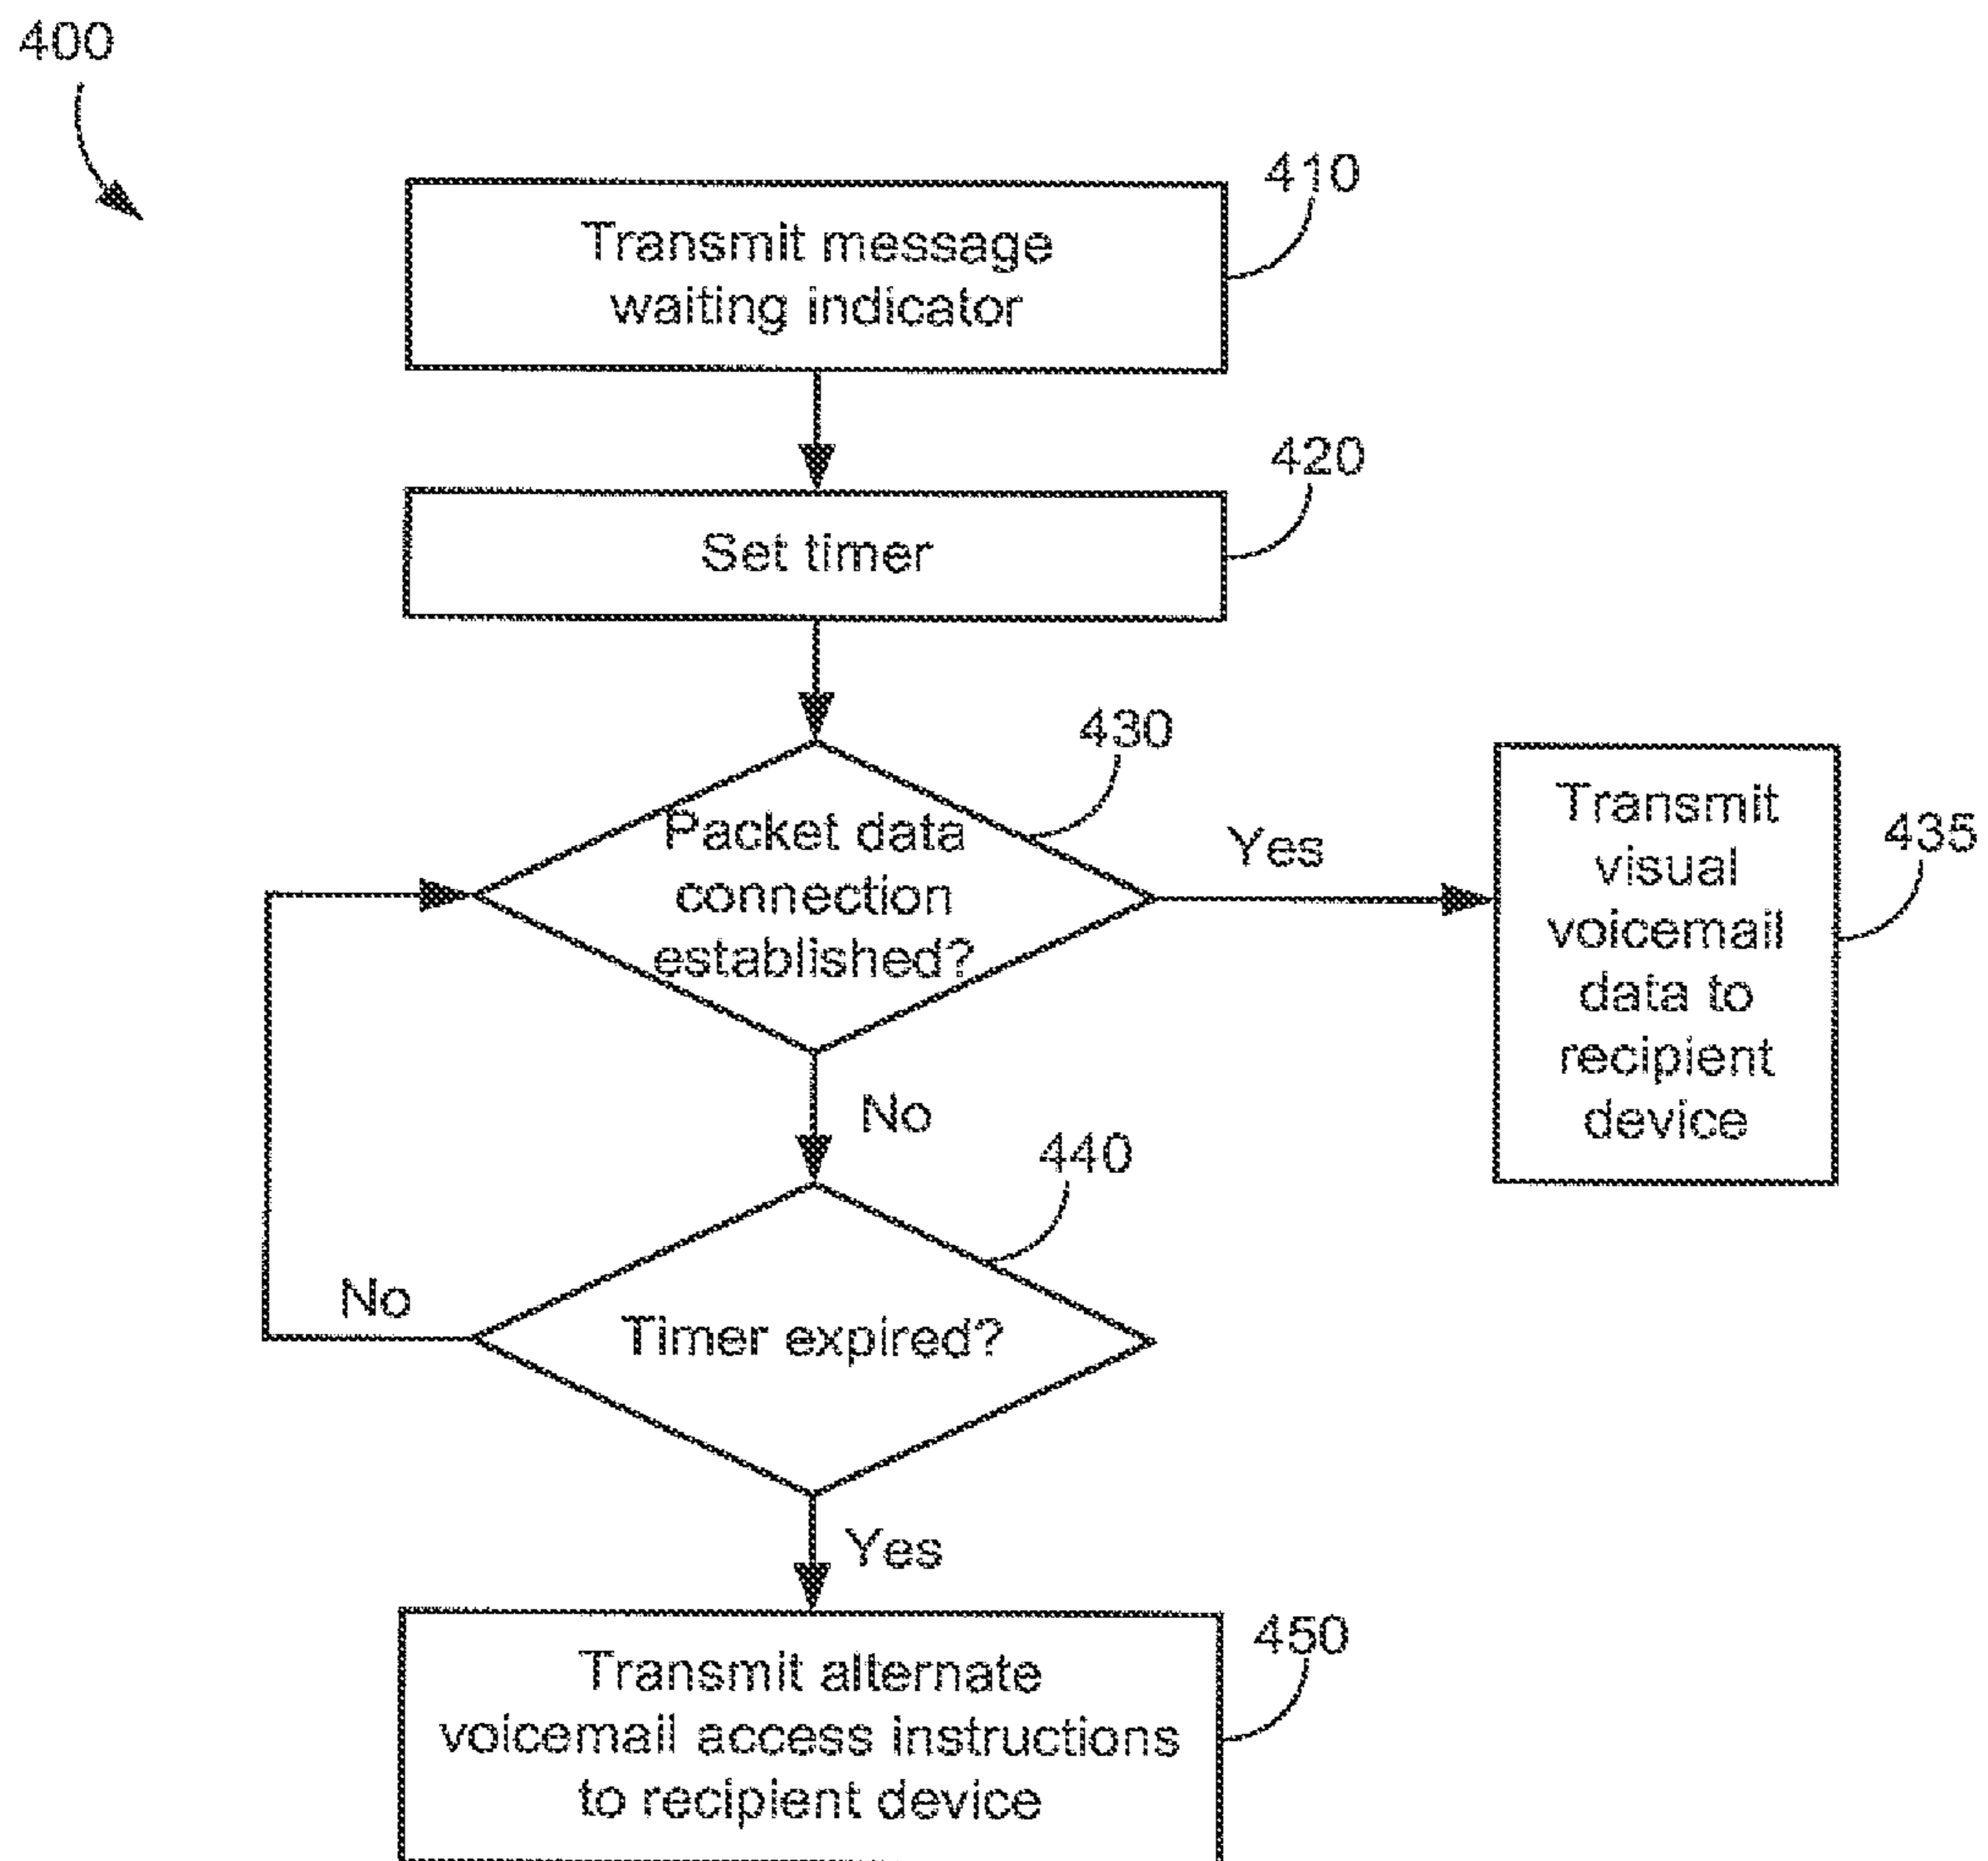 400
410
Transmit message
waiting indicator
420
Set timer
430
Packet data
connection
established?
Yes
435
Transmit
visual
voicemail
data to
recipient
device
No
440
Timer expired?
No
Yes
450
Transmit alternate
voicemail access instructions
to recipient device